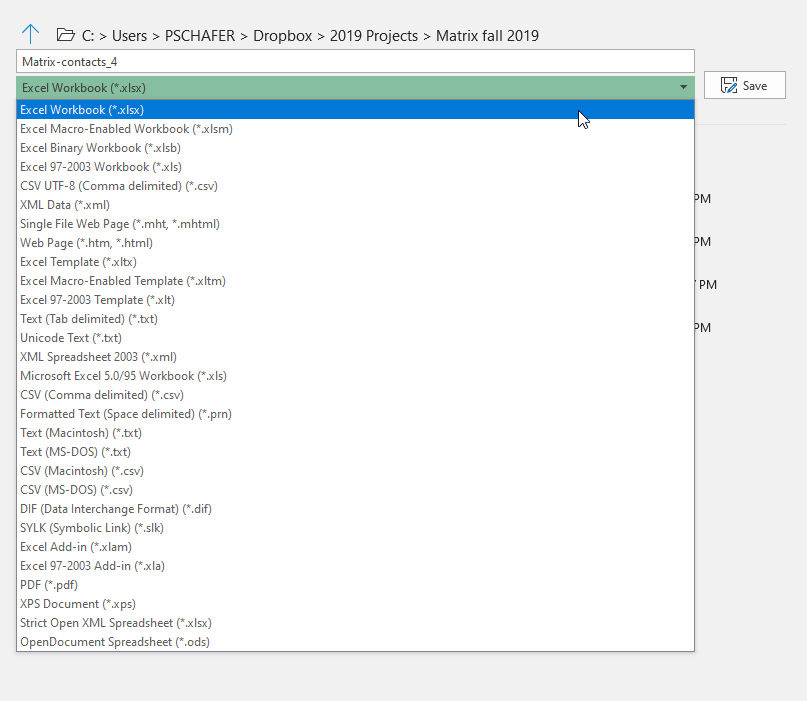 C: > Users > PSCHAFER > Dropbox > 2019 Projects > Matrix fall 2019
Matrix-contacts_4
Excel Workbook (*.xlsx)
Save
Excel Workbook (*.xlsx)
Excel Macro-Enabled Workbook (*.xlsm)
Excel Binary Workbook (*.xlsb)
Excel 97-2003 Workbook (*.xls)
CSV UTF-8 (Comma delimited) (*.csv)
XML Data (*.xml)
PM
Single File Web Page (*.mht, *.mhtml)
Web Page (*.htm, *.html)
PM
Excel Template (*.xltx)
Excel Macro-Enabled Template (*.xltm)
PM
Excel 97-2003 Template (*.xlt)
Text (Tab delimited) (*.txt)
PM
Unicode Text (*.txt)
XML Spreadsheet 2003 (*.xml)
Microsoft Excel 5.0/95 Workbook (*.xls)
CSV (Comma delimited) (*.csv)
Formatted Text (Space delimited) (*.prn)
Text (Macintosh) (*.txt)
Text (MS-DOS) (*.txt)
CSV (Macintosh) (*.csv)
CSV (MS-DOS) (*.csv)
DIF (Data Interchange Format) (*.dif)
SYLK (Symbolic Link) (*.slk)
Excel Add-in (*.xlam)
Excel 97-2003 Add-in (*.xla)
PDF (*.pdf)
XPS Document (*.xps)
Strict Open XML Spreadsheet (*.xlsx)
OpenDocument Spreadsheet (*.ods)